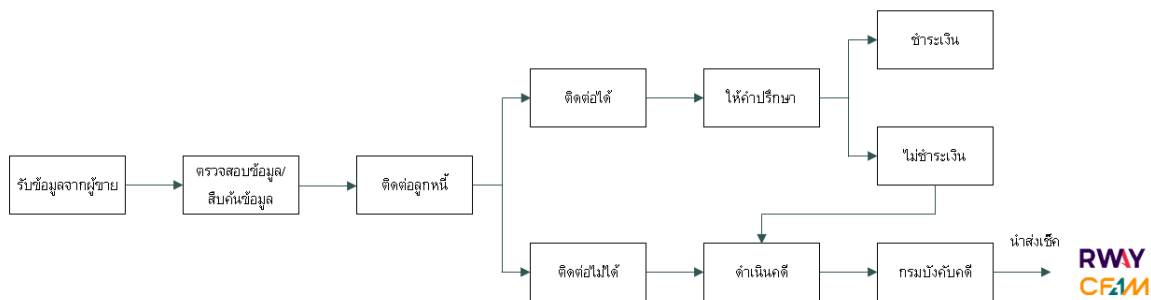 ชำระเงิน
ติดต่อได้
ให้คำปรึกษา
ไม่ชำระเงิน
รับข้อมูลจากผู้ขาย
ตรวจสอบข้อมูล/
สืบค้นข้อมูล
ติดต่อลูกหนี้
ติดต่อไม่ได้
ดำเนินคดี
กรมบังคับคดี
นำส่งเช็ค
RWAY
CFAM